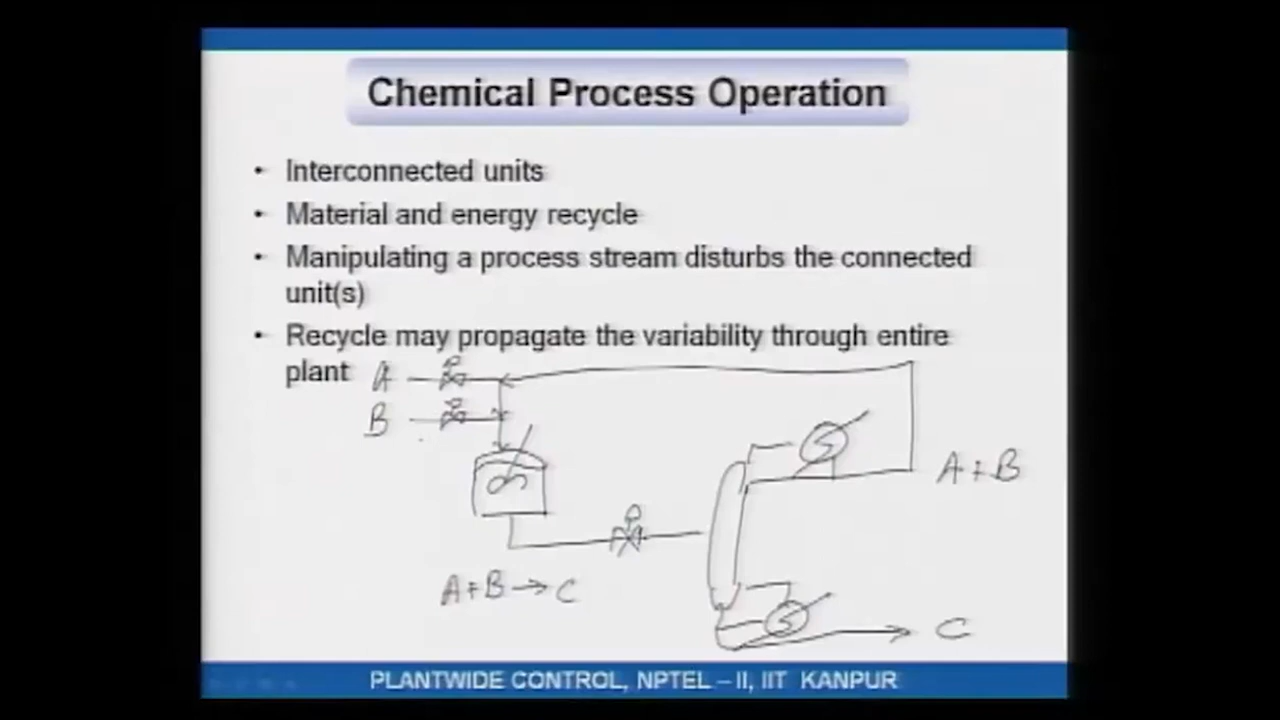 Chemical Process Operation
• Interconnected units
• Material and energy recycle
• Manipulating a process stream disturbs the connected
unit(s)
• Recycle may propagate the variability through entire
plant
A
B
A+B
A+B→C
C
PLANTWIDE CONTROL, NPTEL – II, IIT KANPUR